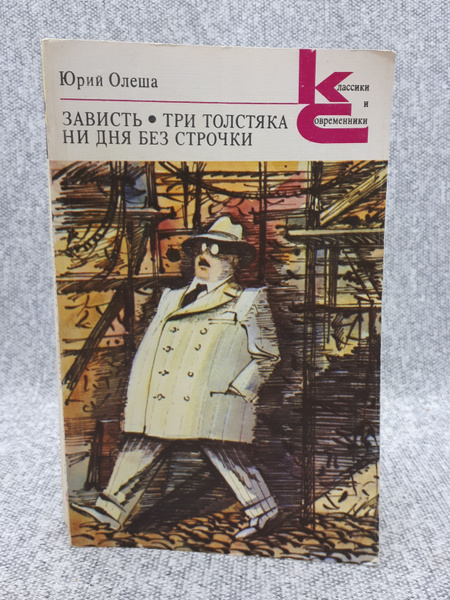 Юрий Олеша
ЗАВИСТЬ • ТРИ ТОЛСТЯКА
НИ ДНЯ БЕЗ СТРОЧКИ
Классики
и
Современники